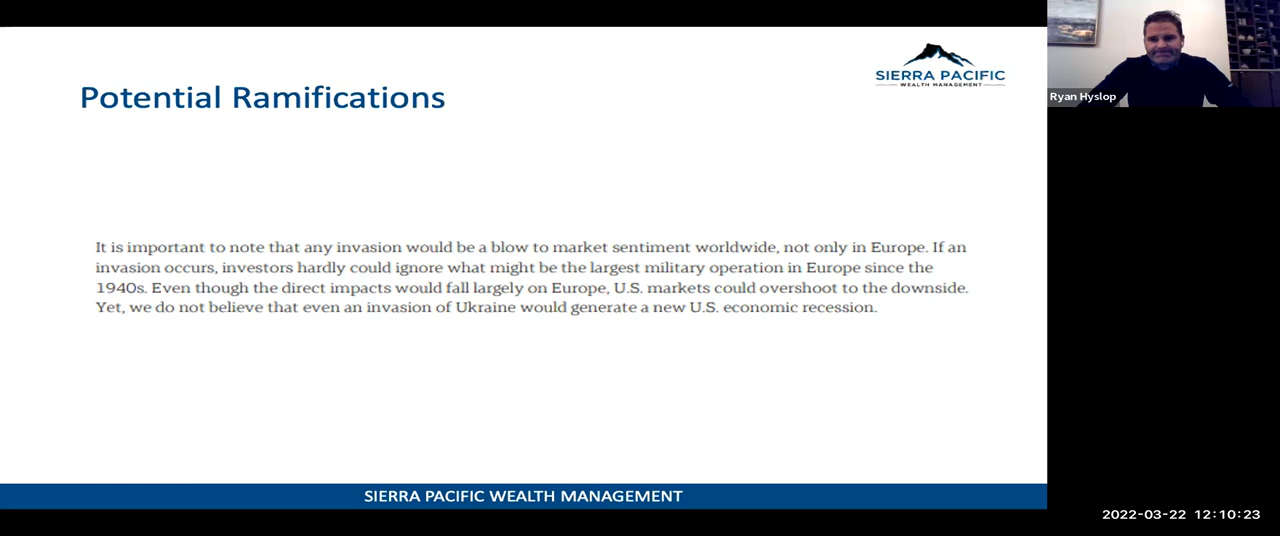 Potential Ramifications
SIERRA PACIFIC
WEALTH MANAGEMENT
Ryan Hyslop
It is important to note that any invasion would be a blow to market sentiment worldwide, not only in Europe. If an
invasion occurs, investors hardly could ignore what might be the largest military operation in Europe since the
1940s. Even though the direct impacts would fall largely on Europe, U.S. markets could overshoot to the downside.
Yet, we do not believe that even an invasion of Ukraine would generate a new U.S. economic recession.
SIERRA PACIFIC WEALTH MANAGEMENT
2022-03-22 12:10:23